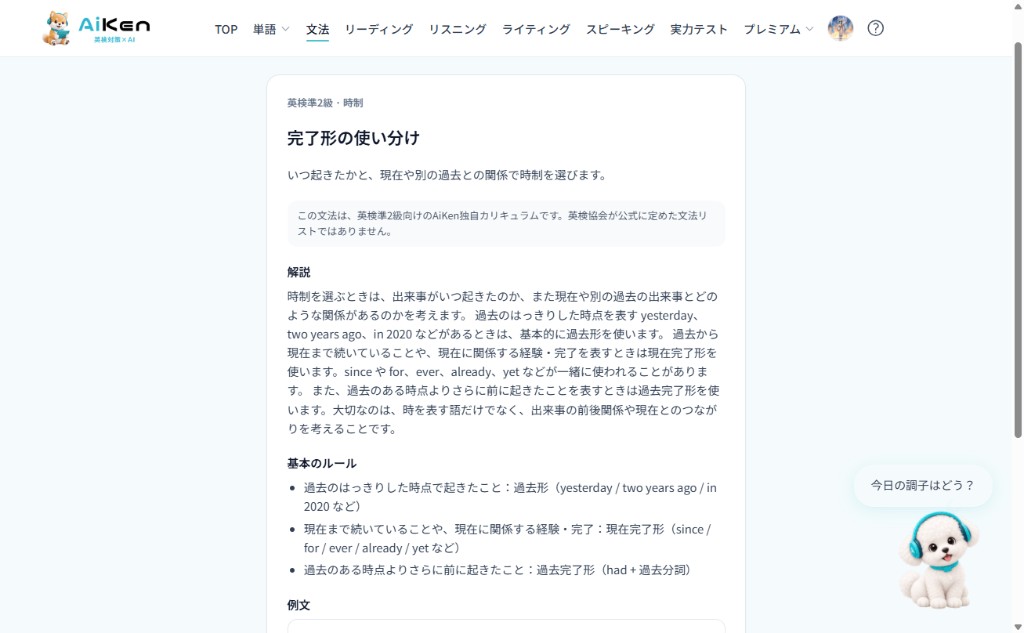 AiKen
英検対策×AI
TOP 単語 文法 リーディング リスニング ライティング スピーキング 実力テスト プレミアム ?
英検準2級・時制
完了形の使い分け
いつ起きたかと、現在や別の過去との関係で時制を選びます。
この文法は、英検準2級向けのAiKen独自カリキュラムです。英検協会が公式に定めた文法リ
ストではありません。
解説
時制を選ぶときは、出来事がいつ起きたのか、また現在や別の過去の出来事とどの
ような関係があるのかを考えます。 過去のはっきりした時点を表す yesterday、
two years ago、in 2020 などがあるときは、基本的に過去形を使います。 過去から
現在まで続いていることや、現在に関係する経験・完了を表すときは現在完了形を
使います。since や for、ever、already、yet などが一緒に使われることがありま
す。 また、過去のある時点よりさらに前に起きたことを表すときは過去完了形を使
います。大切なのは、時を表す語だけでなく、出来事の前後関係や現在とのつなが
りを考えることです。
基本のルール
• 過去のはっきりした時点で起きたこと：過去形（yesterday / two years ago / in
2020 など）
• 現在まで続いていることや、現在に関係する経験・完了：現在完了形（since /
for / ever / already / yet など）
• 過去のある時点よりさらに前に起きたこと：過去完了形（had + 過去分詞）
例文
今日の調子はどう？